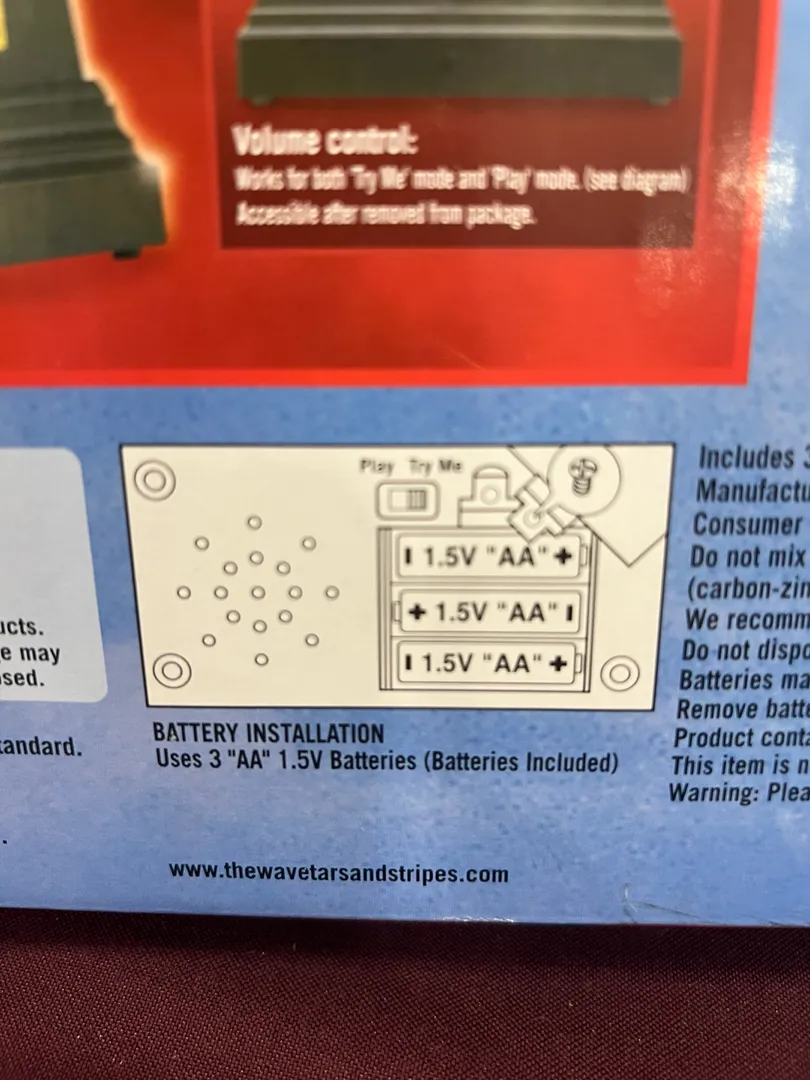 Volume control:
Works for both 'Try Me' mode and 'Play' mode. (see diagram)
Accessible after removed from package.
Play Try Me
1.5V "AA" +
+ 1.5V "AA"
1.5V "AA" +
BATTERY INSTALLATION
Uses 3 "AA" 1.5V Batteries (Batteries Included)
www.thewavetarsandstripes.com
ucts.
e may
sed.
tandard.
Includes 3
Manufactu
Consumer
Do not mix
(carbon-zin
We recomm
Do not dispo
Batteries ma
Remove batte
Product conta
This item is n
Warning: Plea